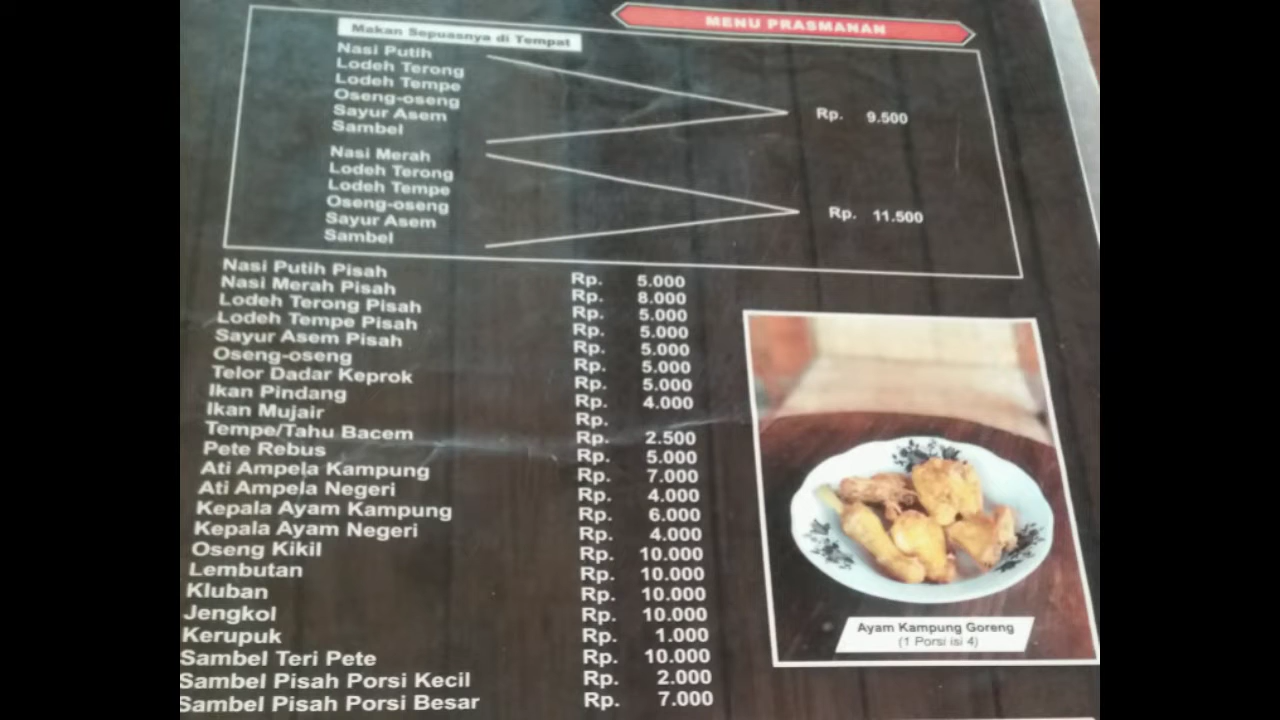 MENU PRASMANAN
Makan Sepuasnya di Tempat
Nasi Putih
Lodeh Terong
Lodeh Tempe
Oseng-oseng
Sayur Asem
Sambel
Rp. 9.500
Nasi Merah
Lodeh Terong
Lodeh Tempe
Oseng-oseng
Sayur Asem
Sambel
Rp. 11.500
Nasi Putih Pisah Rp. 5.000
Nasi Merah Pisah Rp. 8.000
Lodeh Terong Pisah Rp. 5.000
Lodeh Tempe Pisah Rp. 5.000
Sayur Asem Pisah Rp. 5.000
Oseng-oseng Rp. 5.000
Telor Dadar Keprok Rp. 5.000
Ikan Pindang Rp. 4.000
Ikan Mujair Rp.
Tempe/Tahu Bacem Rp. 2.500
Pete Rebus Rp. 5.000
Ati Ampela Kampung Rp. 7.000
Ati Ampela Negeri Rp. 4.000
Kepala Ayam Kampung Rp. 6.000
Kepala Ayam Negeri Rp. 4.000
Oseng Kikil Rp. 10.000
Lembutan Rp. 10.000
Kluban Rp. 10.000
Jengkol Rp. 10.000
Kerupuk Rp. 1.000
Sambel Teri Pete Rp. 10.000
Sambel Pisah Porsi Kecil Rp. 2.000
Sambel Pisah Porsi Besar Rp. 7.000
Ayam Kampung Goreng
(1 Porsi isi 4)